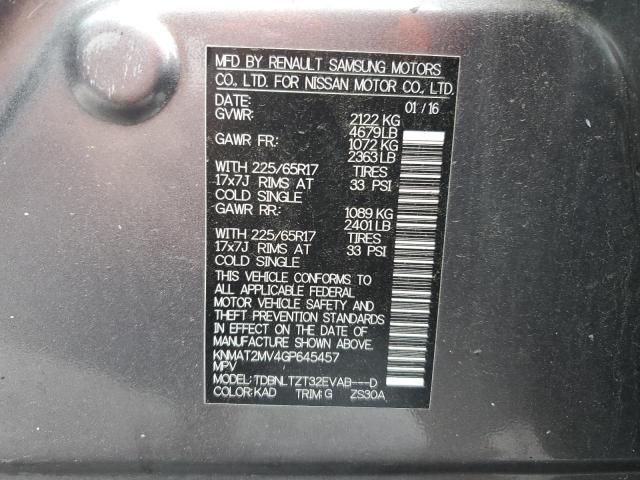 MFD BY RENAULT SAMSUNG MOTORS
CO., LTD. FOR NISSAN MOTOR CO., LTD.
DATE: 01/16
GVWR: 2122 KG
4679LB
GAWR FR: 1072 KG
2363LB
WITH 225/65R17 TIRES
17x7J RIMS AT 33 PSI
COLD SINGLE
GAWR RR: 1089 KG
2401LB
WITH 225/65R17 TIRES
17x7J RIMS AT 33 PSI
COLD SINGLE
THIS VEHICLE CONFORMS TO
ALL APPLICABLE FEDERAL
MOTOR VEHICLE SAFETY AND
THEFT PREVENTION STANDARDS
IN EFFECT ON THE DATE OF
MANUFACTURE SHOWN ABOVE.
KNMAT2MV4GP645457
MPV
MODEL: TDBNLTZT32EVAB---D
COLOR: KAD TRIM: G ZS30A